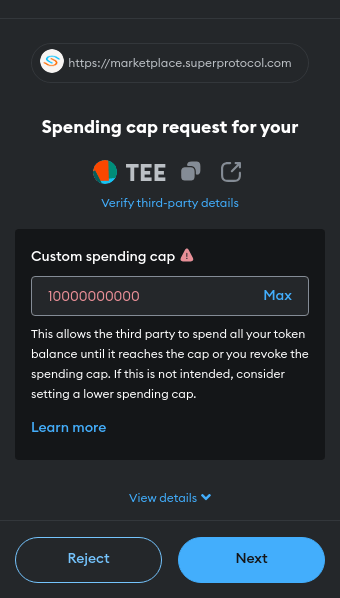 https://marketplace.superprotocol.com
Spending cap request for your
TEE
Verify third-party details
Custom spending cap
10000000000
Max
This allows the third party to spend all your token
balance until it reaches the cap or you revoke the
spending cap. If this is not intended, consider
setting a lower spending cap.
Learn more
View details
Reject
Next